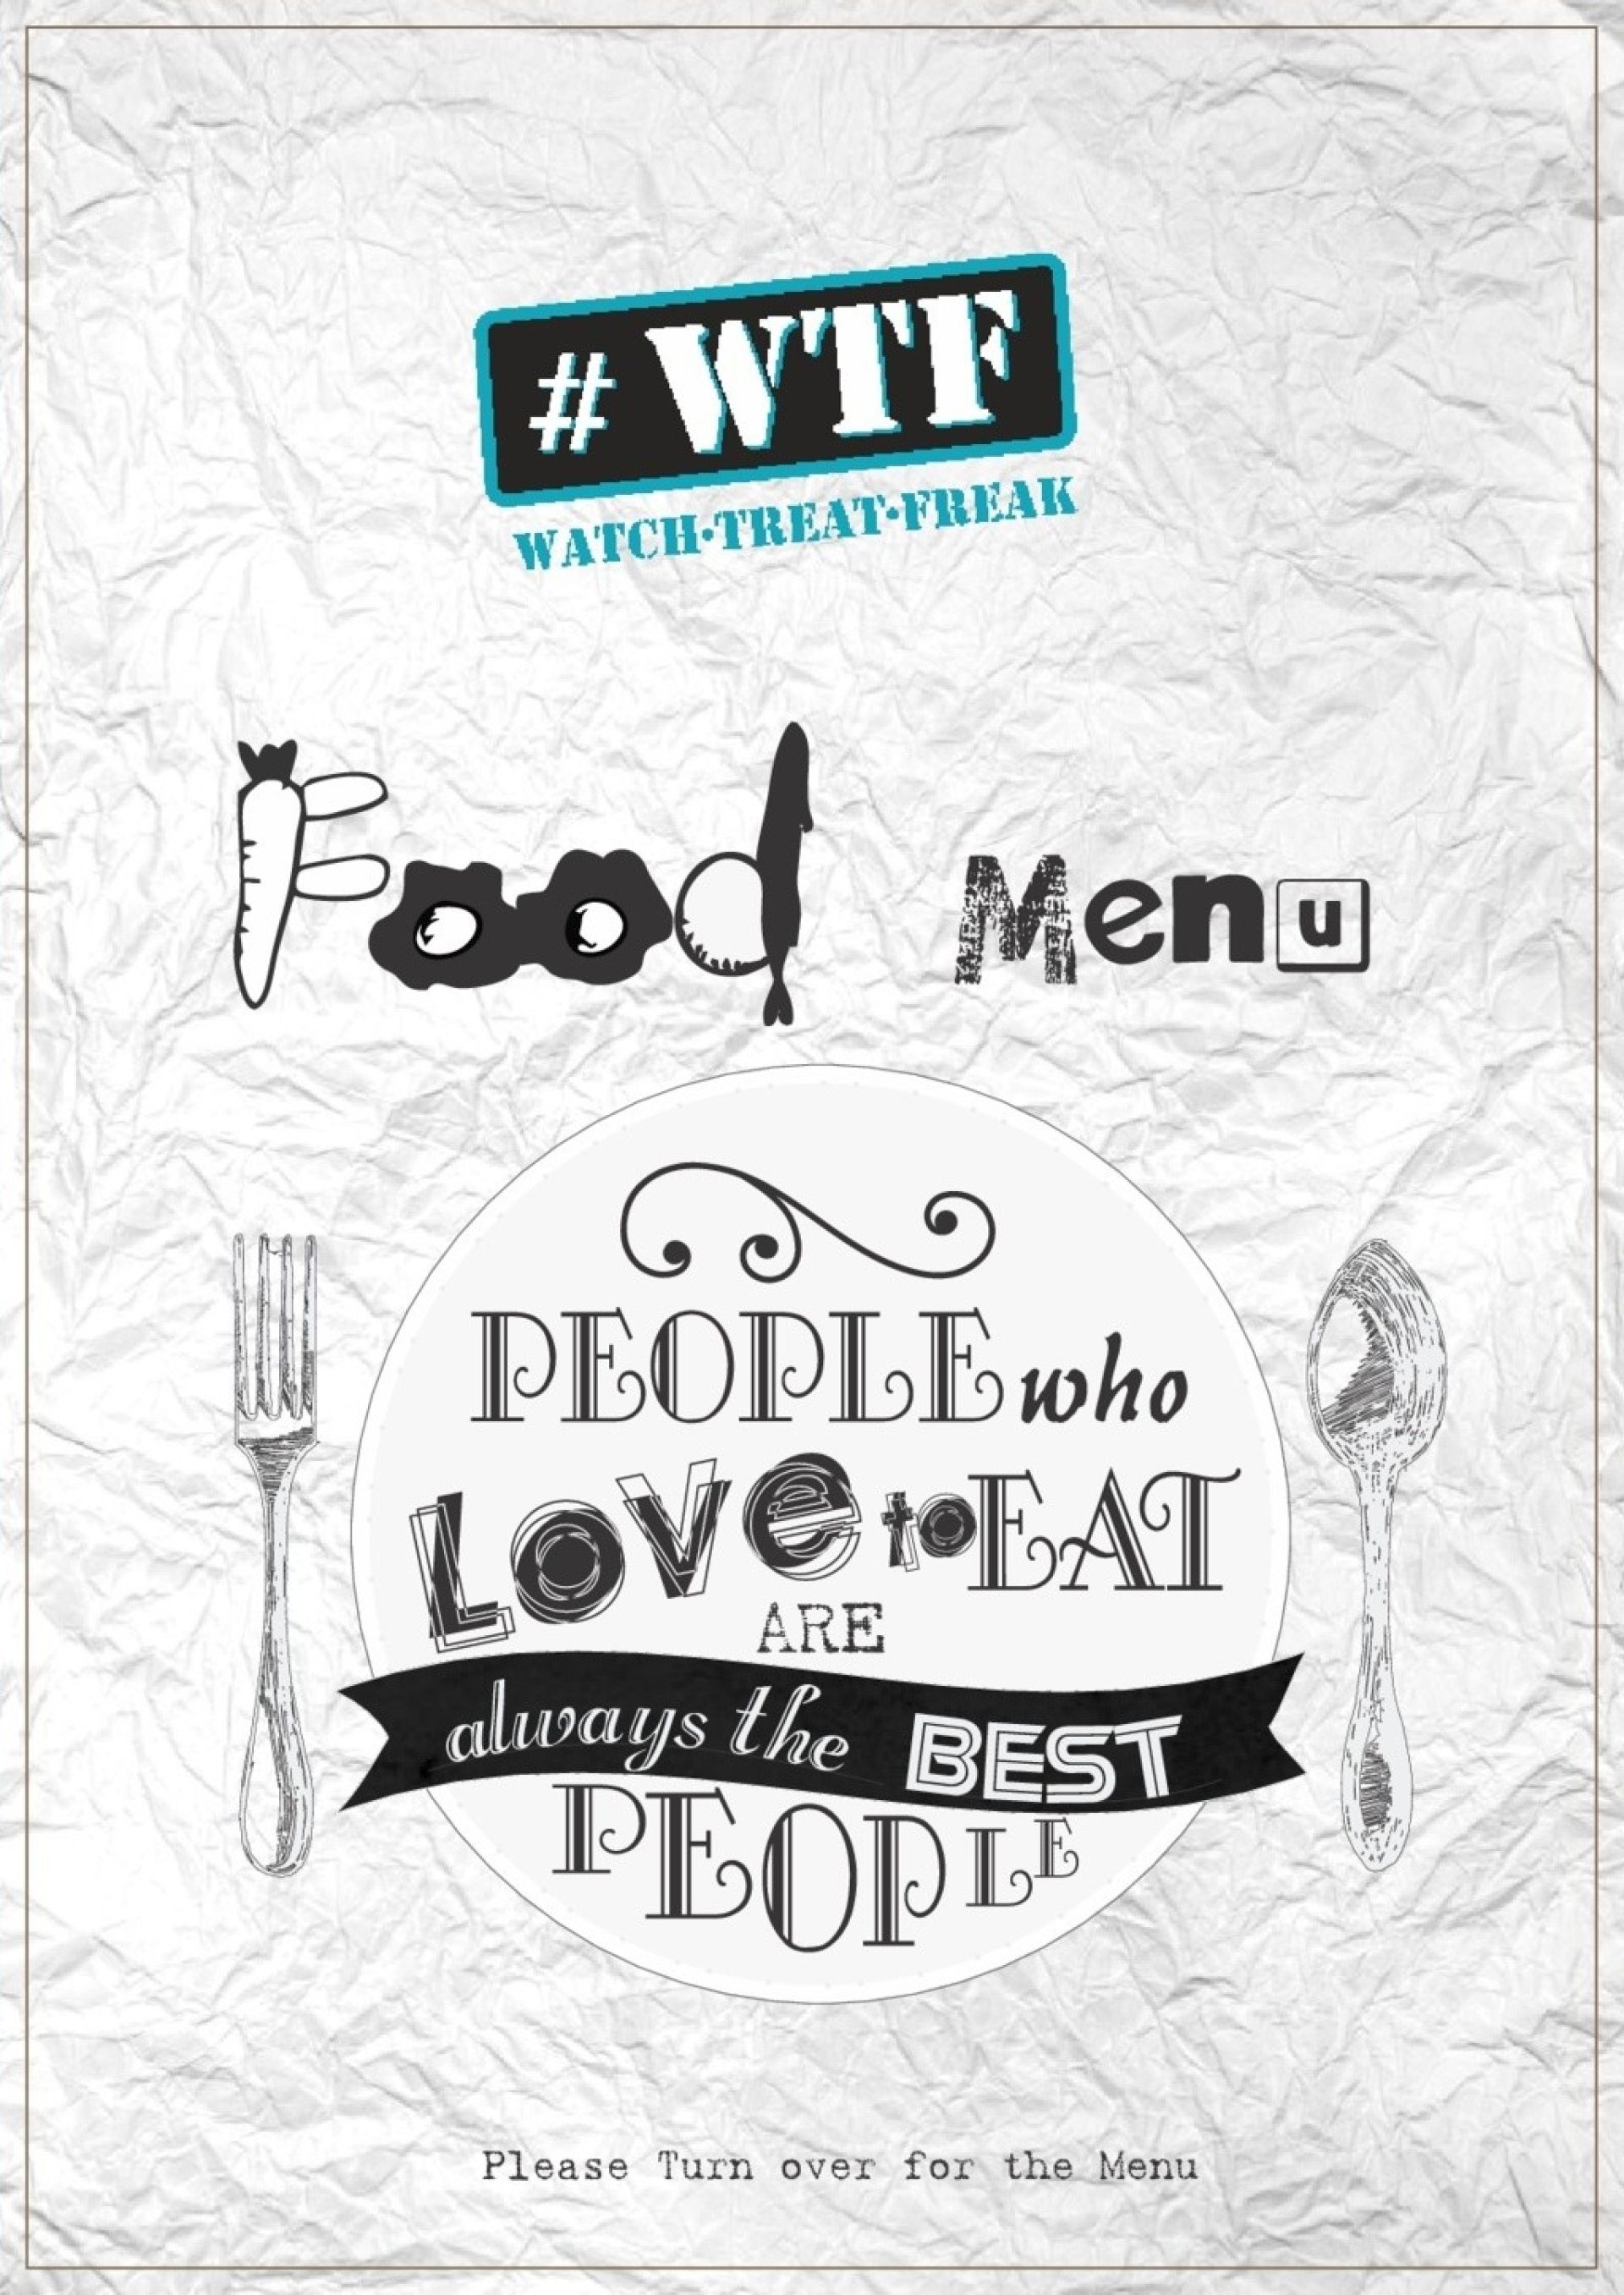 # WTF
WATCH•TREAT•FREAK
Food Menu
PEOPLE who
LOVe to EAT
ARE
always the BEST
PEOPLE
Please Turn over for the Menu